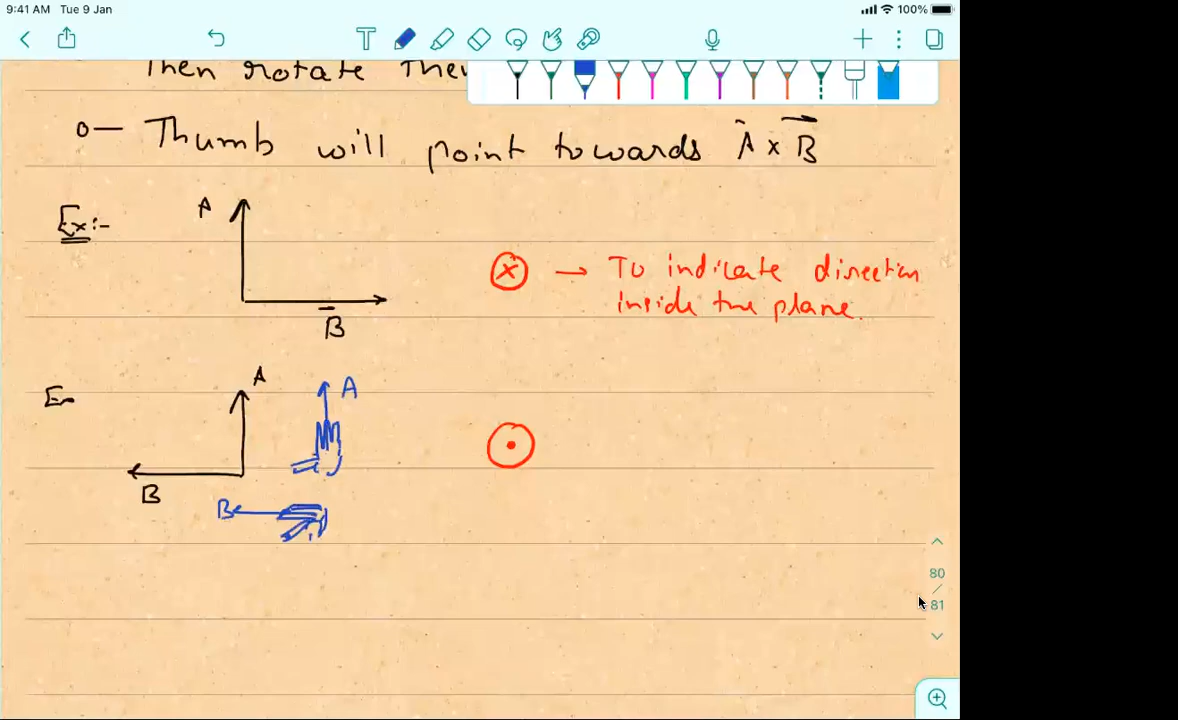 9:41 AM Tue 9 Jan
100%
Then rotate
o— Thumb will point towards A × B
Ex:-
A
B
→ To indicate direction
inside the plane.
Ex
A
B
A
B
80
/
81